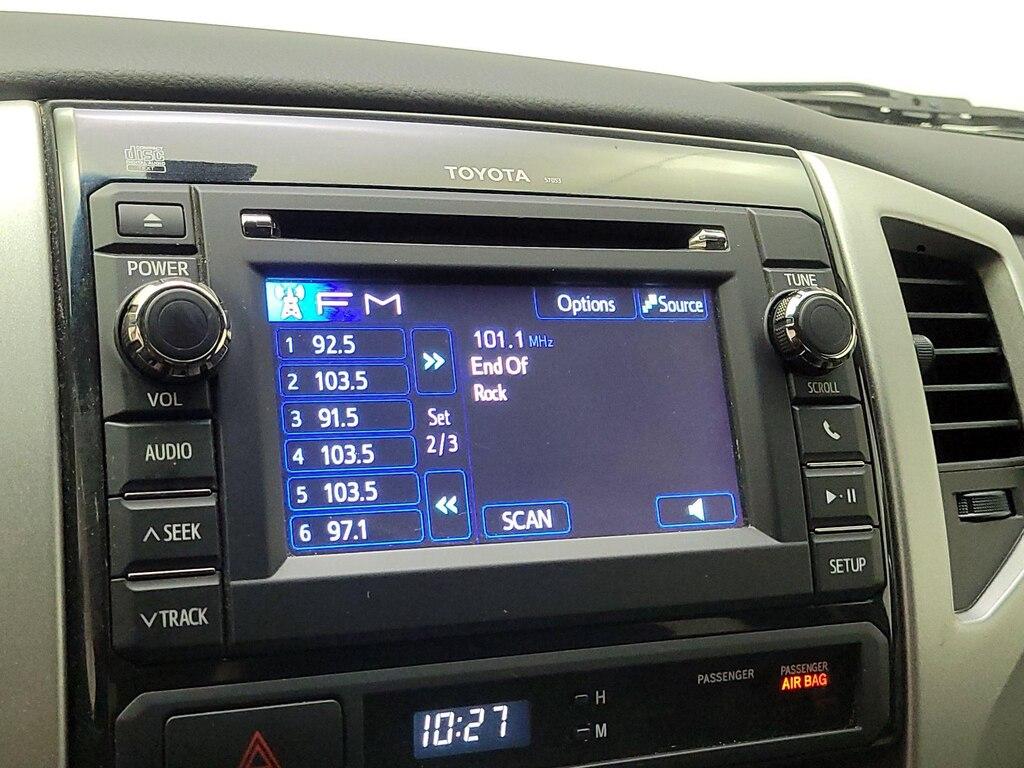 disc
TOYOTA
57053
POWER
VOL
AUDIO
∧ SEEK
∨ TRACK
FM
Options
Source
1 92.5
2 103.5
3 91.5
4 103.5
5 103.5
6 97.1
Set
2/3
101.1 MHz
End Of
Rock
SCAN
TUNE
SCROLL
SETUP
10:27
H
M
PASSENGER
PASSENGER
AIR BAG